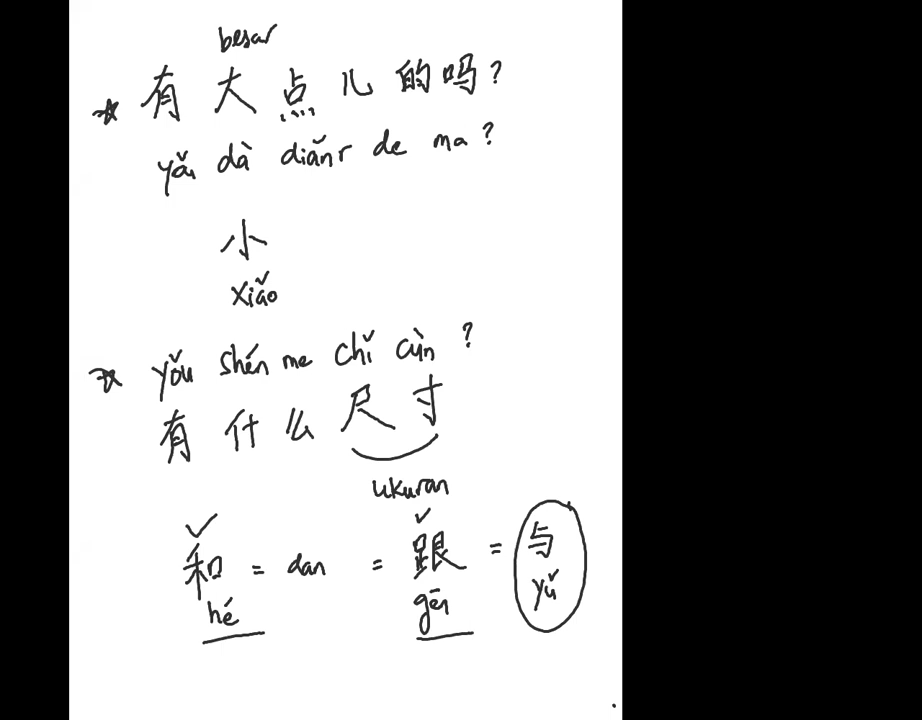 besar
有大点儿的吗?
yǒu dà diǎnr de ma?
小
xiǎo
yǒu shén me chǐ cùn?
有什么尺寸
ukuran
和 = dan = 跟 = 与
hé gēn yǔ